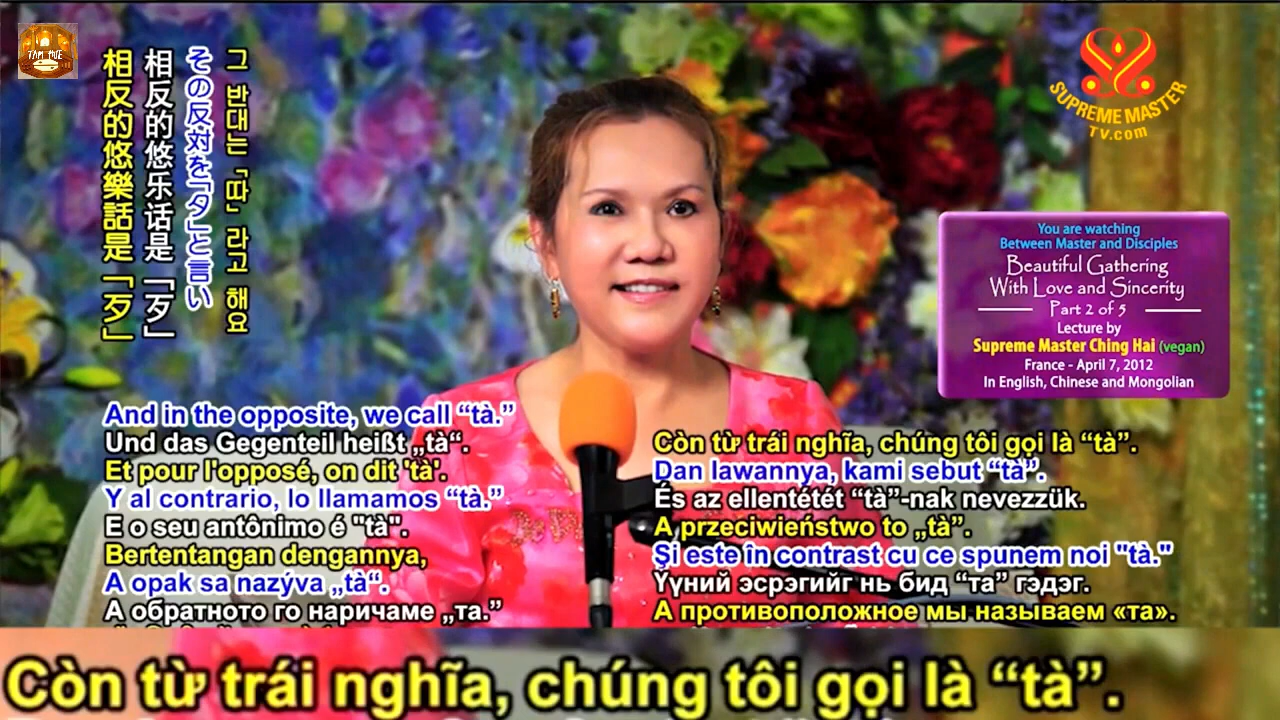 TAM THE
相反的悠樂話是「歹」
相反的悠乐话是「歹」
その反対を「タ」と言い
그 반대는 「따」 라고 해요
SUPREME MASTER
TV.com
You are watching
Between Master and Disciples
Beautiful Gathering
With Love and Sincerity
Part 2 of 5
Lecture by
Supreme Master Ching Hai (vegan)
France - April 7, 2012
In English, Chinese and Mongolian
And in the opposite, we call “tà.”
Und das Gegenteil heißt „tà“.
Et pour l'opposé, on dit 'tà'.
Y al contrario, lo llamamos “tà.”
E o seu antônimo é "tà".
Bertentangan dengannya,
A opak sa nazýva „tà“.
А обратното го наричаме „та.”
Còn từ trái nghĩa, chúng tôi gọi là “tà”.
Dan lawannya, kami sebut “tà”.
És az ellentétét “tà”-nak nevezzük.
A przeciwieństwo to „tà”.
Şi este în contrast cu ce spunem noi "tà."
Үүний эсрэгийг нь бид “та” гэдэг.
А противоположное мы называем «та».
Còn từ trái nghĩa, chúng tôi gọi là “tà”.